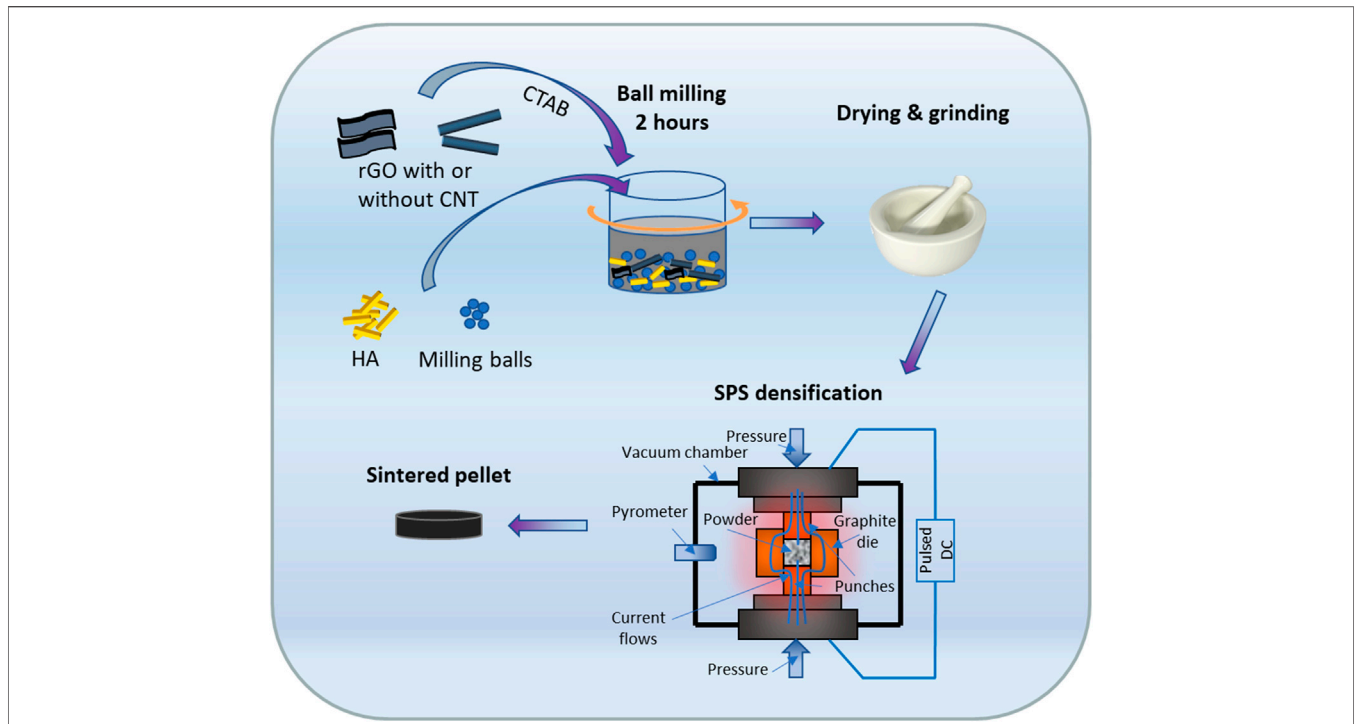 CTAB
Ball milling
2 hours
Drying & grinding
rGO with or
without CNT
HA
Milling balls
SPS densification
Pressure
Vacuum chamber
Sintered pellet
Pyrometer
Powder
Graphite
die
Pulsed
DC
Punches
Current
flows
Pressure